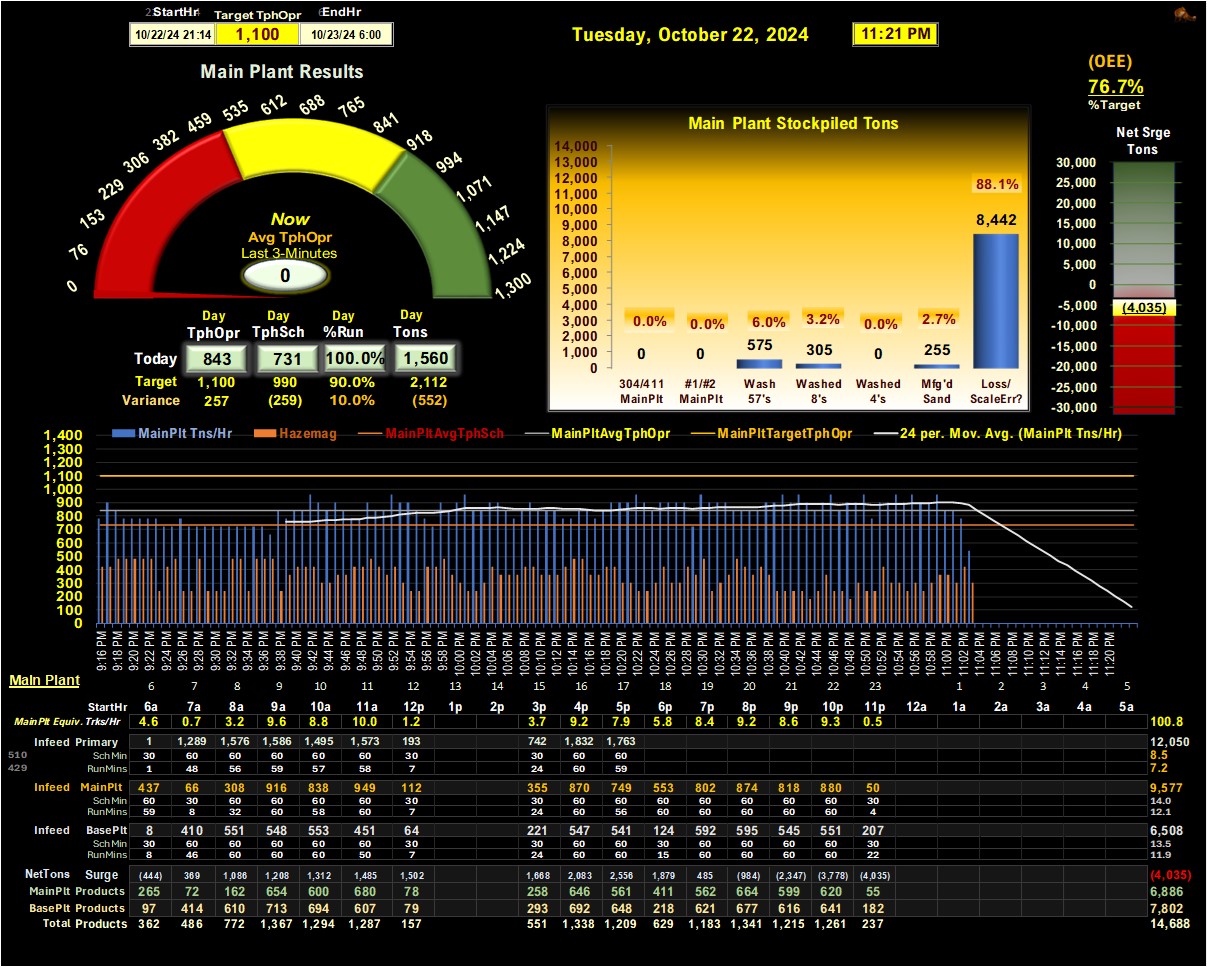 StartHr Target TphOpr EndHr
10/22/24 21:14 1,100 10/23/24 6:00
Tuesday, October 22, 2024 11:21 PM
(OEE)
76.7%
%Target
Main Plant Results
0 76 153 229 306 382 459 535 612 688 765 841 918 994 1,071 1,147 1,224 1,300
Now
Avg TphOpr
Last 3-Minutes
0
Day Day Day Day
TphOpr TphSch %Run Tons
Today 843 731 100.0% 1,560
Target 1,100 990 90.0% 2,112
Variance 257 (259) 10.0% (552)
Main Plant Stockpiled Tons
14,000
13,000
12,000
11,000
10,000
9,000
8,000
7,000
6,000
5,000
4,000
3,000
2,000
1,000
0
0.0% 0.0% 6.0% 3.2% 0.0% 2.7% 88.1%
0 0 575 305 0 255 8,442
304/411 #1/#2 Wash Washed Washed Mfg'd Loss/
MainPlt MainPlt 57's 8's 4's Sand ScaleErr?
Net Srge
Tons
30,000
25,000
20,000
15,000
10,000
5,000
0
-5,000
-10,000
-15,000
-20,000
-25,000
-30,000
(4,035)
MainPlt Tns/Hr Hazemag MainPltAvgTphSch MainPltAvgTphOpr MainPltTargetTphOpr 24 per. Mov. Avg. (MainPlt Tns/Hr)
1,400
1,300
1,200
1,100
1,000
900
800
700
600
500
400
300
200
100
0
9:16 PM 9:18 PM 9:20 PM 9:22 PM 9:24 PM 9:26 PM 9:28 PM 9:30 PM 9:32 PM 9:34 PM 9:36 PM 9:38 PM 9:40 PM 9:42 PM 9:44 PM 9:46 PM 9:48 PM 9:50 PM 9:52 PM 9:54 PM 9:56 PM 9:58 PM 10:00 PM 10:02 PM 10:04 PM 10:06 PM 10:08 PM 10:10 PM 10:12 PM 10:14 PM 10:16 PM 10:18 PM 10:20 PM 10:22 PM 10:24 PM 10:26 PM 10:28 PM 10:30 PM 10:32 PM 10:34 PM 10:36 PM 10:38 PM 10:40 PM 10:42 PM 10:44 PM 10:46 PM 10:48 PM 10:50 PM 10:52 PM 10:54 PM 10:56 PM 10:58 PM 11:00 PM 11:02 PM 11:04 PM 11:06 PM 11:08 PM 11:10 PM 11:12 PM 11:14 PM 11:16 PM 11:18 PM 11:20 PM
Main Plant
6 7 8 9 10 11 12 13 14 15 16 17 18 19 20 21 22 23 1 2 3 4 5
StartHr 6a 7a 8a 9a 10a 11a 12p 1p 2p 3p 4p 5p 6p 7p 8p 9p 10p 11p 12a 1a 2a 3a 4a 5a
MainPlt Equiv. Trks/Hr 4.6 0.7 3.2 9.6 8.8 10.0 1.2 3.7 9.2 7.9 5.8 8.4 9.2 8.6 9.3 0.5 100.8
Infeed Primary 1 1,289 1,576 1,586 1,495 1,573 193 742 1,832 1,763 12,050
510 Sch Min 30 60 60 60 60 60 30 30 60 60 8.5
429 RunMins 1 48 56 59 57 58 7 24 60 59 7.2
Infeed MainPlt 437 66 308 916 838 949 112 355 870 749 553 802 874 818 880 50 9,577
Sch Min 60 30 60 60 60 60 30 30 60 60 60 60 60 60 60 30 14.0
RunMins 59 8 32 60 58 60 7 24 60 56 60 60 60 60 60 4 12.1
Infeed BasePlt 8 410 551 548 553 451 64 221 547 541 124 592 595 545 551 207 6,508
Sch Min 30 60 60 60 60 60 30 30 60 60 30 60 60 60 60 30 13.5
RunMins 8 46 60 60 60 50 7 24 60 60 15 60 60 60 60 22 11.9
NetTons Surge (444) 369 1,086 1,208 1,312 1,485 1,502 1,668 2,083 2,556 1,879 485 (984) (2,347) (3,778) (4,035) (4,035)
MainPlt Products 265 72 162 654 600 680 78 258 646 561 411 562 664 599 620 55 6,886
BasePlt Products 97 414 610 713 694 607 79 293 692 648 218 621 677 616 641 182 7,802
Total Products 362 486 772 1,367 1,294 1,287 157 551 1,338 1,209 629 1,183 1,341 1,215 1,261 237 14,688